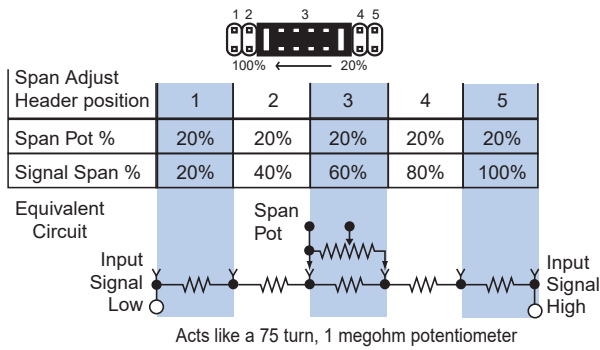 1 2 3 4 5
100% 20%
Span Adjust
Header position 1 2 3 4 5
Span Pot % 20% 20% 20% 20% 20%
Signal Span % 20% 40% 60% 80% 100%
Equivalent
Circuit
Span
Pot
Input
Signal
Low
Input
Signal
High
Acts like a 75 turn, 1 megohm potentiometer